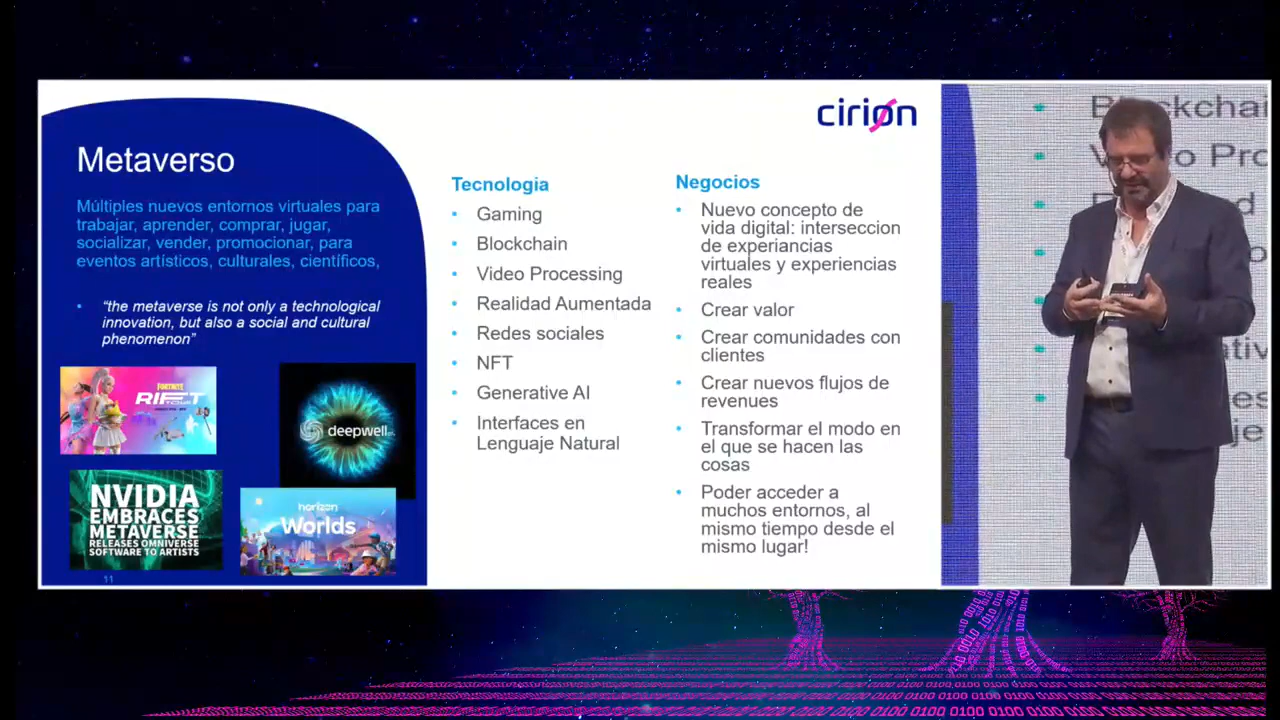 cirion
Metaverso
Múltiples nuevos entornos virtuales para
trabajar, aprender, comprar, jugar,
socializar, vender, promocionar, para
eventos artísticos, culturales, científicos,
• “the metaverse is not only a technological
innovation, but also a social and cultural
phenomenon”
FORTNITE
RIFT
TOUR
deepwell
NVIDIA
EMBRACES
METAVERSE
RELEASES OMNIVERSE
SOFTWARE TO ARTISTS
horizon
Worlds
11
Tecnologia
• Gaming
• Blockchain
• Video Processing
• Realidad Aumentada
• Redes sociales
• NFT
• Generative AI
• Interfaces en
Lenguaje Natural
Negocios
• Nuevo concepto de
vida digital: interseccion
de experiancias
virtuales y experiencias
reales
• Crear valor
• Crear comunidades con
clientes
• Crear nuevos flujos de
revenues
• Transformar el modo en
el que se hacen las
cosas
• Poder acceder a
muchos entornos, al
mismo tiempo desde el
mismo lugar!